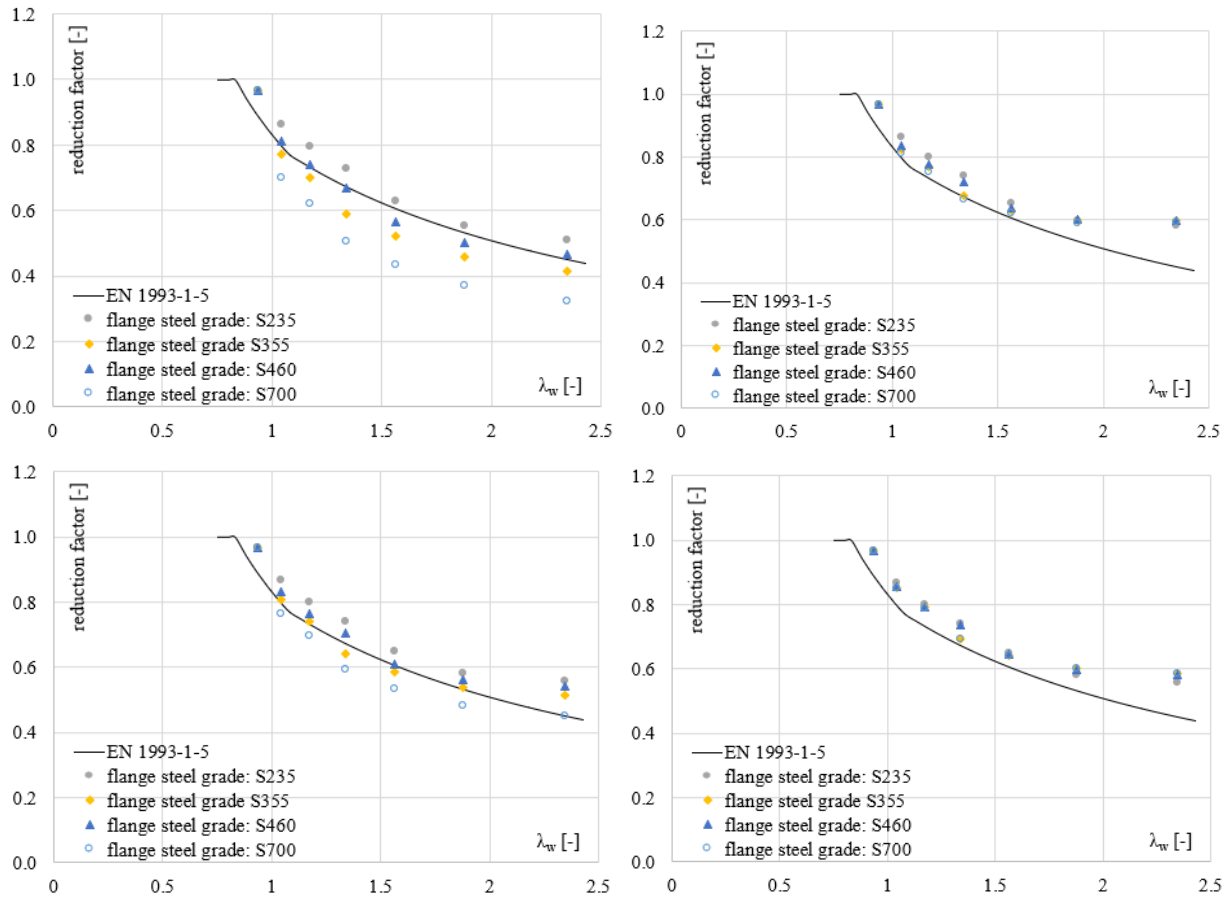 1.2
1.0
0.8
0.6
0.4
0.2
0.0
reduction factor [-]
EN 1993-1-5
flange steel grade: S235
flange steel grade S355
flange steel grade: S460
flange steel grade: S700
λw [-]
0 0.5 1 1.5 2 2.5
1.2
1.0
0.8
0.6
0.4
0.2
0.0
reduction factor [-]
EN 1993-1-5
flange steel grade: S235
flange steel grade S355
flange steel grade: S460
flange steel grade: S700
λw [-]
0 0.5 1 1.5 2 2.5
1.2
1.0
0.8
0.6
0.4
0.2
0.0
reduction factor [-]
EN 1993-1-5
flange steel grade: S235
flange steel grade S355
flange steel grade: S460
flange steel grade: S700
λw [-]
0 0.5 1 1.5 2 2.5
1.2
1.0
0.8
0.6
0.4
0.2
0.0
reduction factor [-]
EN 1993-1-5
flange steel grade: S235
flange steel grade S355
flange steel grade: S460
flange steel grade: S700
λw [-]
0 0.5 1 1.5 2 2.5